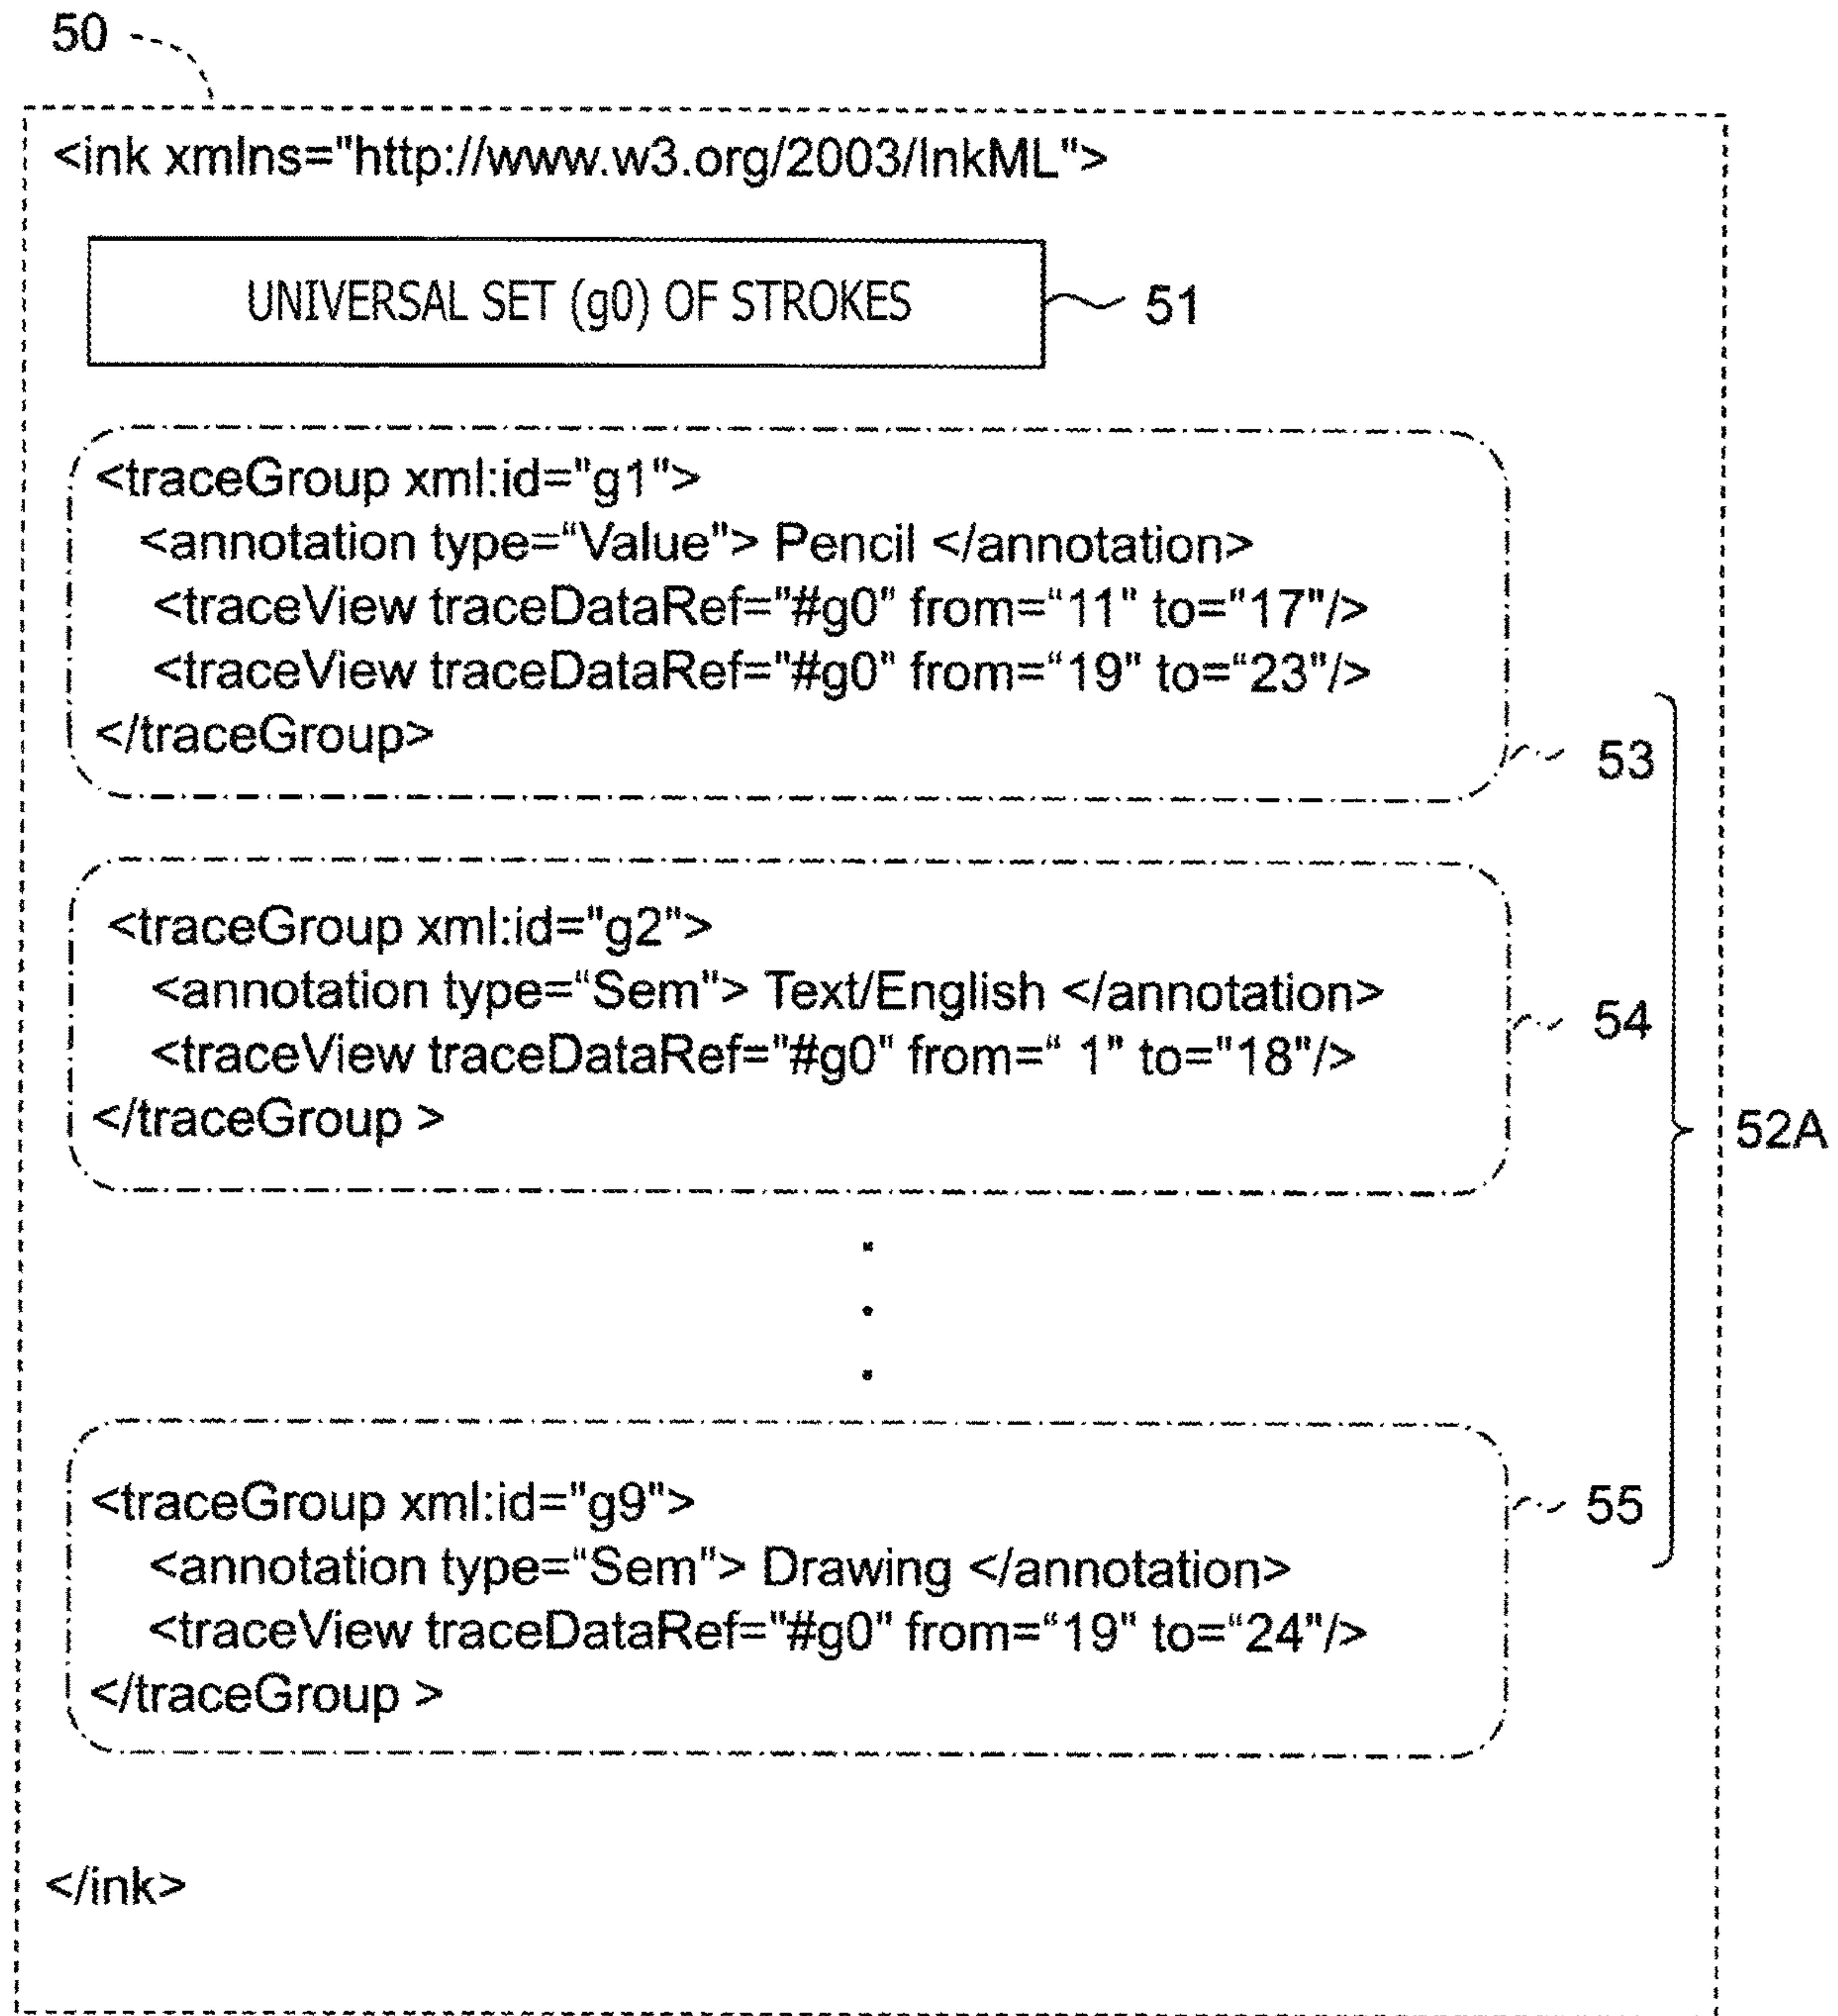 50
<ink xmlns="http://www.w3.org/2003/InkML">
UNIVERSAL SET (g0) OF STROKES
51
<traceGroup xml:id="g1">
<annotation type=“Value"> Pencil </annotation>
<traceView traceDataRef="#g0" from=“11" to="17"/>
<traceView traceDataRef="#g0" from=“19" to=“23"/>
</traceGroup>
53
<traceGroup xml:id="g2">
<annotation type=“Sem"> Text/English </annotation>
54
<traceView traceDataRef="#g0" from=“ 1" to="18"/>
</traceGroup >
52A
<traceGroup xml:id="g9">
55
<annotation type=“Sem"> Drawing </annotation>
<traceView traceDataRef="#g0" from=“19" to=“24"/>
</traceGroup >
</ink>